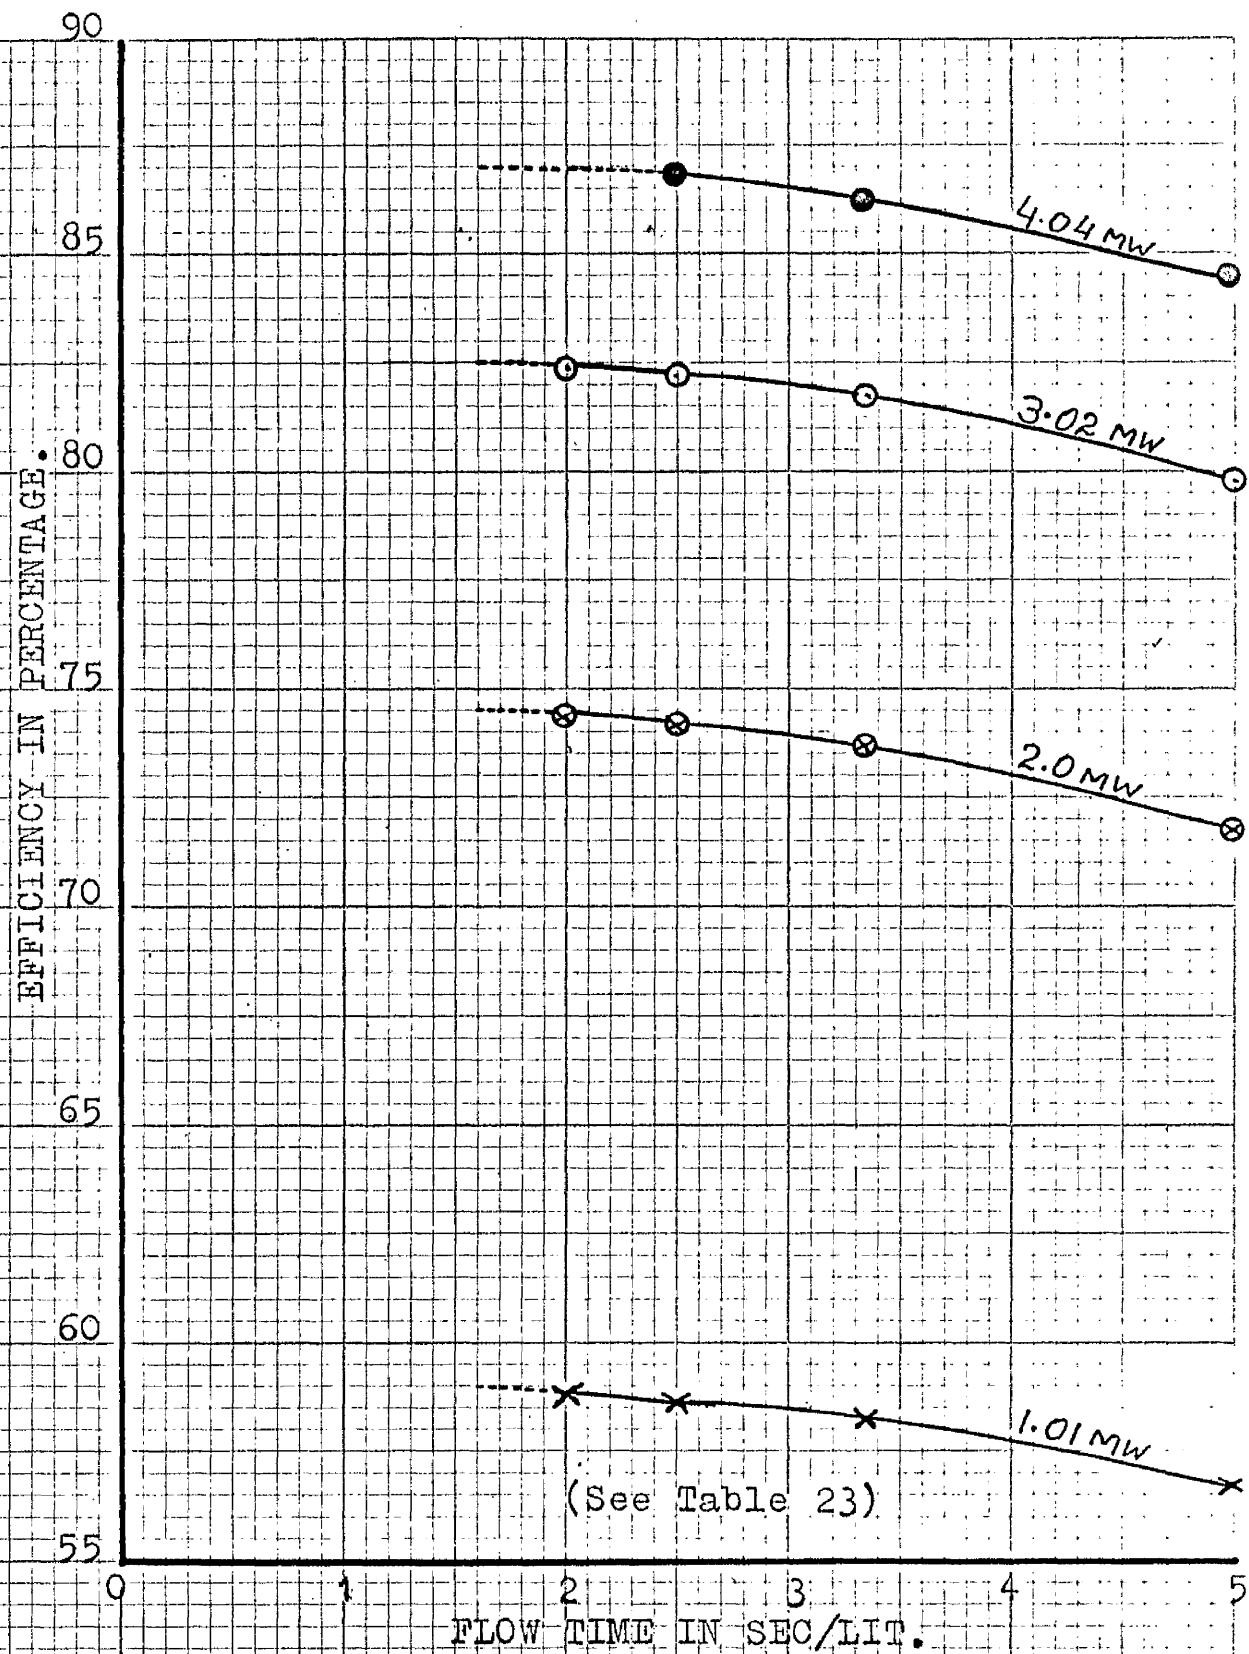 90
85
80
75
70
65
60
55
EFFICIENCY IN PERCENTAGE.
4.04 MW
3.02 MW
2.0 MW
1.01 MW
(See Table 23)
0 1 2 3 4 5
FLOW TIME IN SEC/LIT.